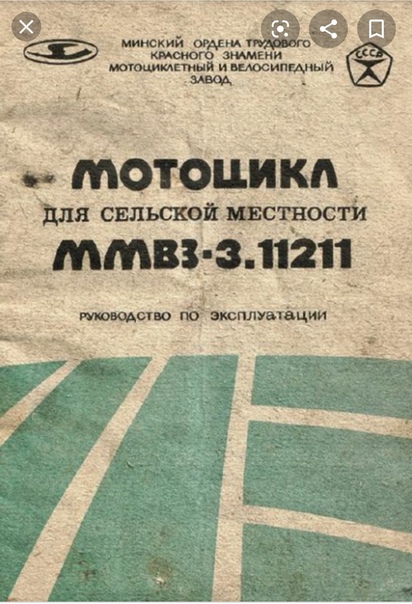 МИНСКИЙ ОРДЕНА ТРУДОВОГО
КРАСНОГО ЗНАМЕНИ
МОТОЦИКЛЕТНЫЙ И ВЕЛОСИПЕДНЫЙ
ЗАВОД
СССР
МОТОЦИКЛ
ДЛЯ СЕЛЬСКОЙ МЕСТНОСТИ
ММВЗ-3.11211
РУКОВОДСТВО ПО ЭКСПЛУАТАЦИИ